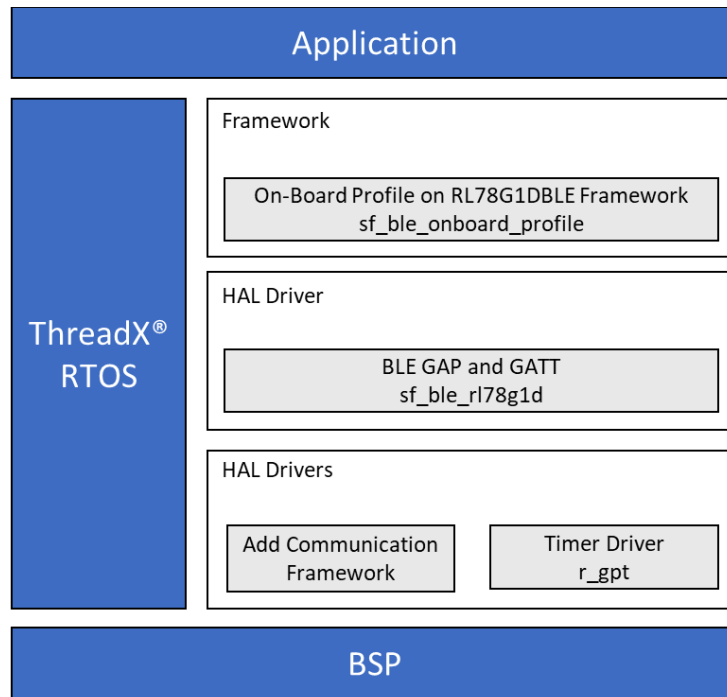 Application
ThreadX®
RTOS
Framework
On-Board Profile on RL78G1DBLE Framework
sf_ble_onboard_profile
HAL Driver
BLE GAP and GATT
sf_ble_rl78g1d
HAL Drivers
Add Communication
Framework
Timer Driver
r_gpt
BSP